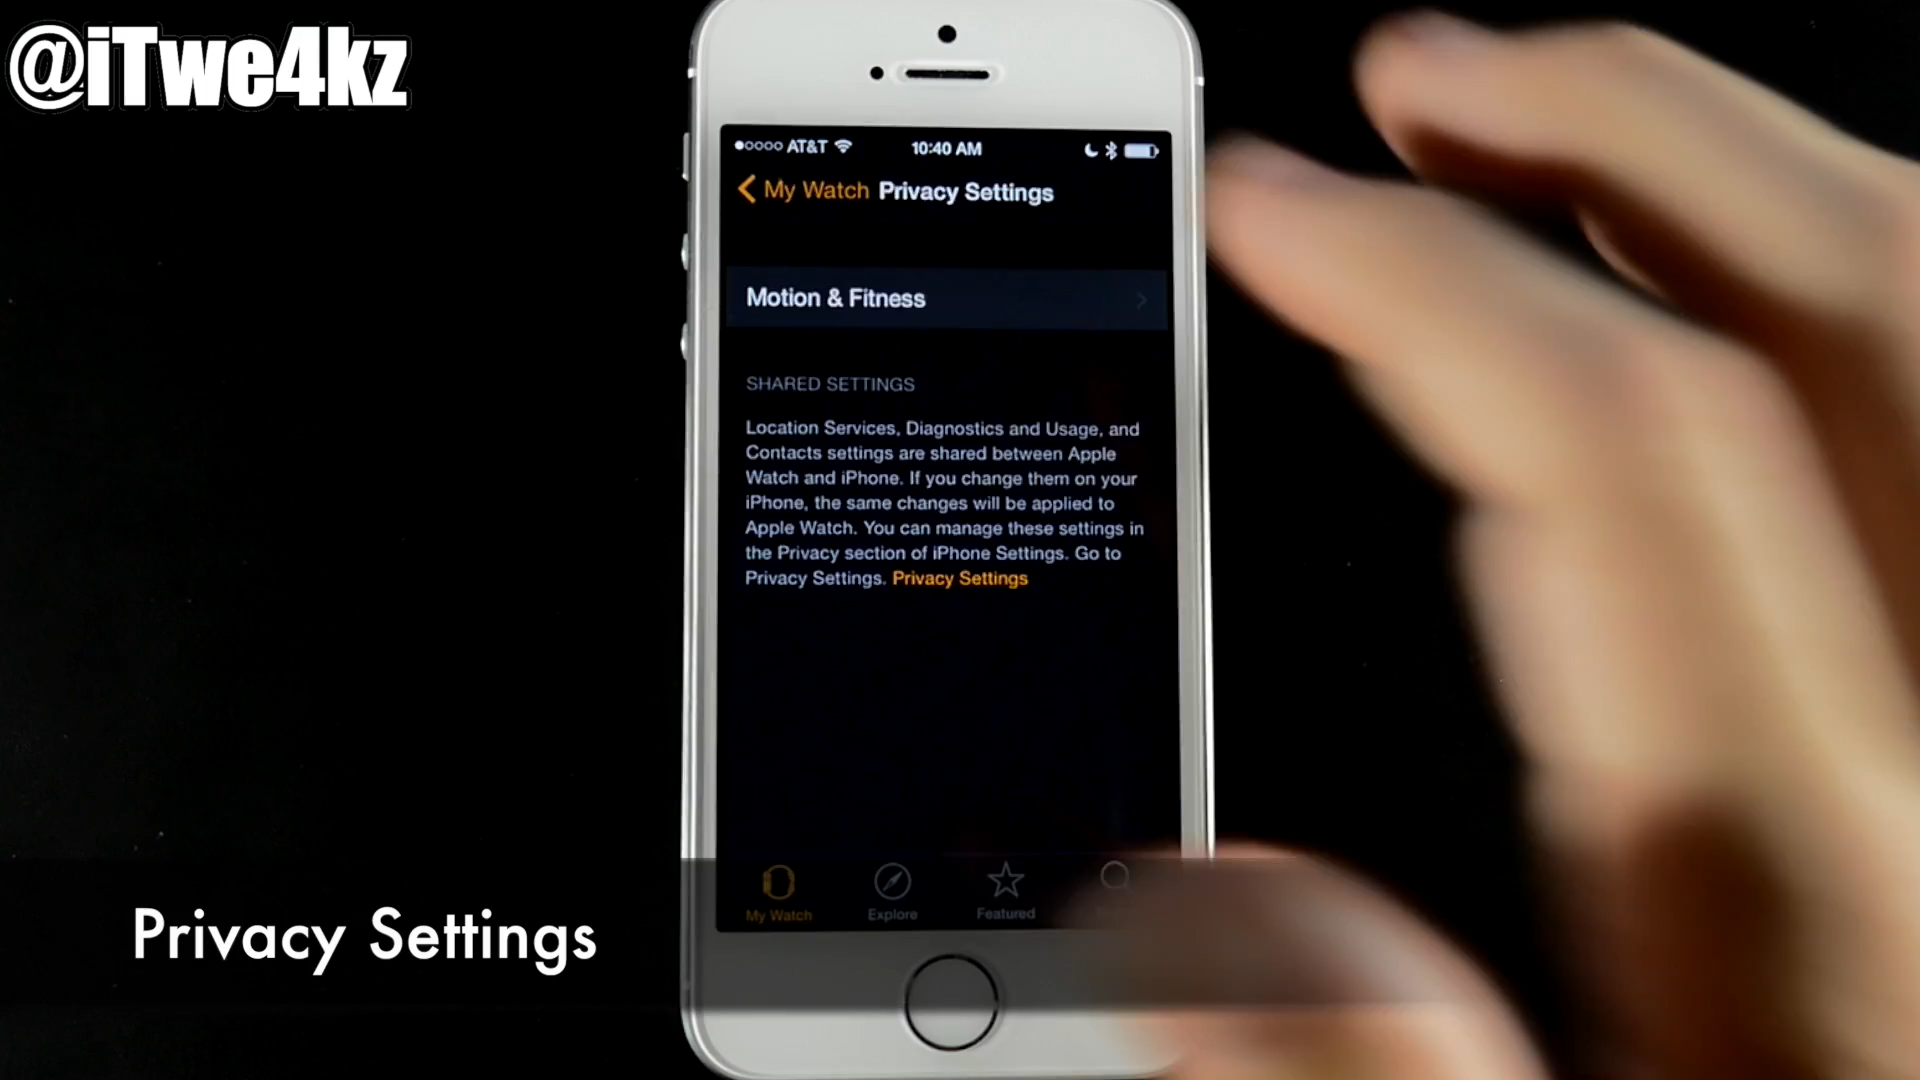 @iTwe4kz
AT&T 10:40 AM
My Watch Privacy Settings
Motion & Fitness
SHARED SETTINGS
Location Services, Diagnostics and Usage, and
Contacts settings are shared between Apple
Watch and iPhone. If you change them on your
iPhone, the same changes will be applied to
Apple Watch. You can manage these settings in
the Privacy section of iPhone Settings. Go to
Privacy Settings. Privacy Settings
My Watch Explore Featured
Privacy Settings